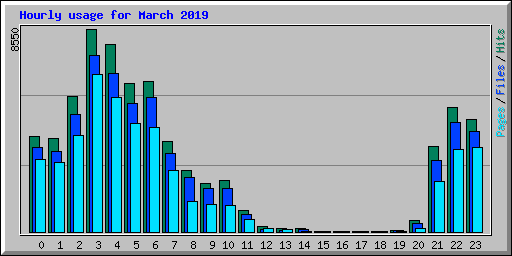 Hourly usage for March 2019
8550
Pages/Files/Hits
0 1 2 3 4 5 6 7 8 9 10 11 12 13 14 15 16 17 18 19 20 21 22 23